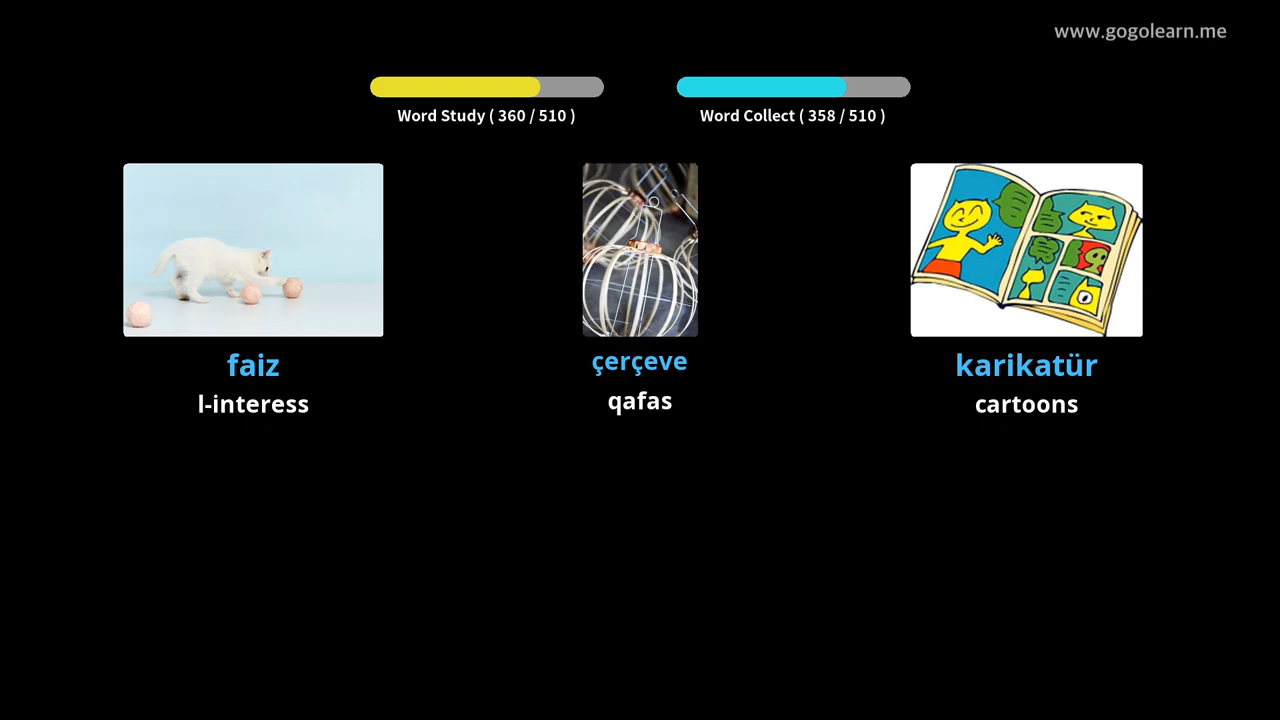 www.gogolearn.me
Word Study ( 360 / 510 )
Word Collect ( 358 / 510 )
faiz
l-interess
çerçeve
qafas
karikatür
cartoons